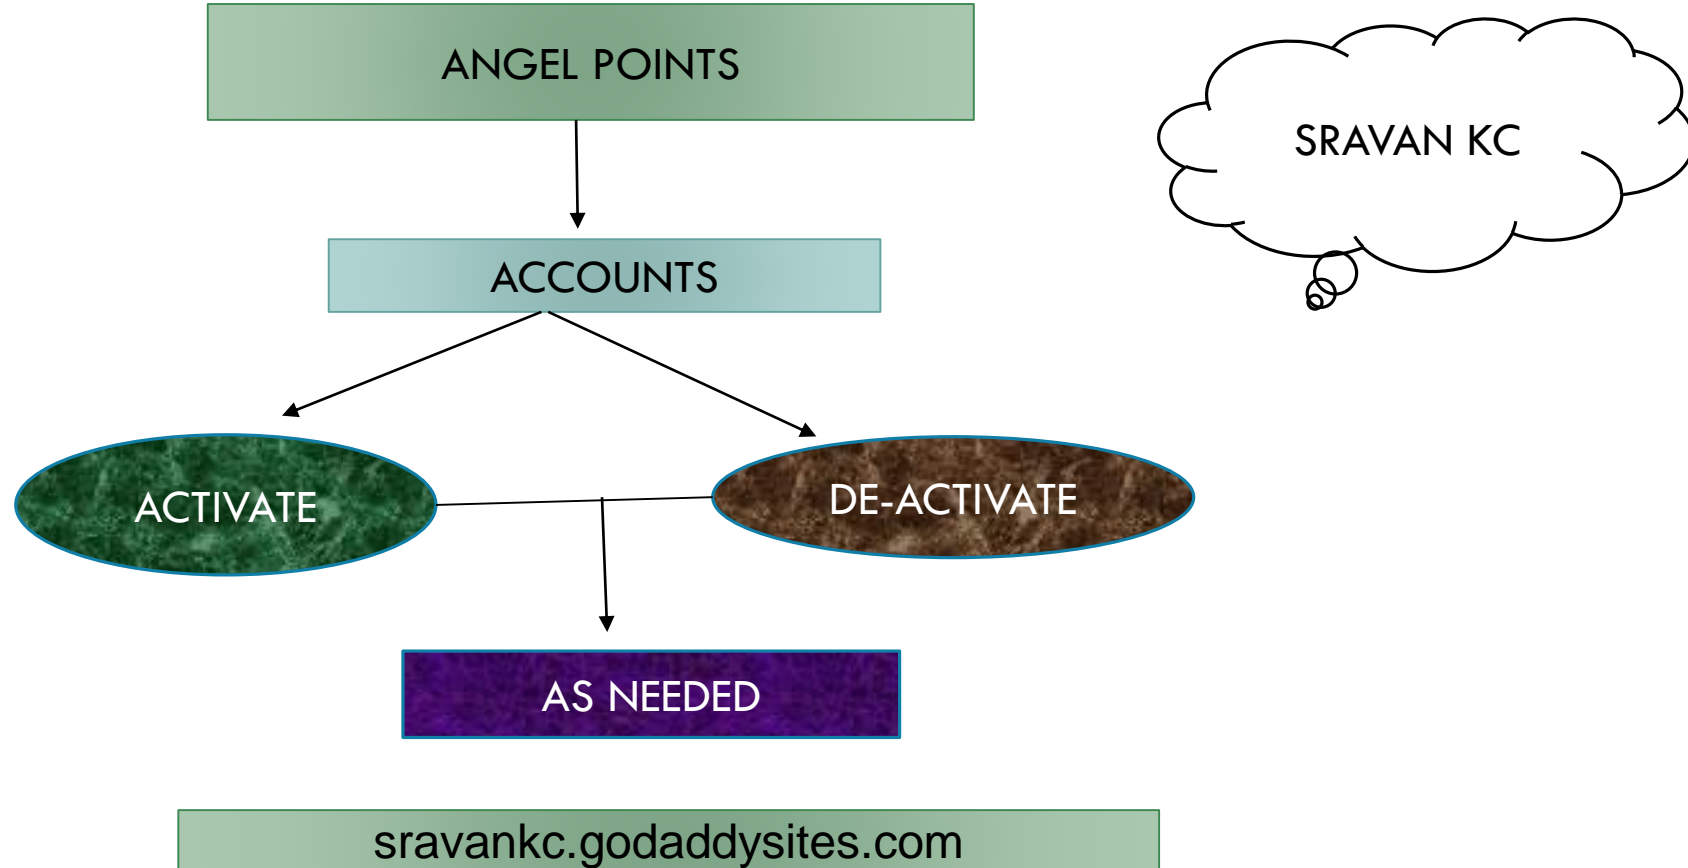 ANGEL POINTS
SRAVAN KC
ACCOUNTS
ACTIVATE
DE-ACTIVATE
AS NEEDED
sravankc.godaddysites.com